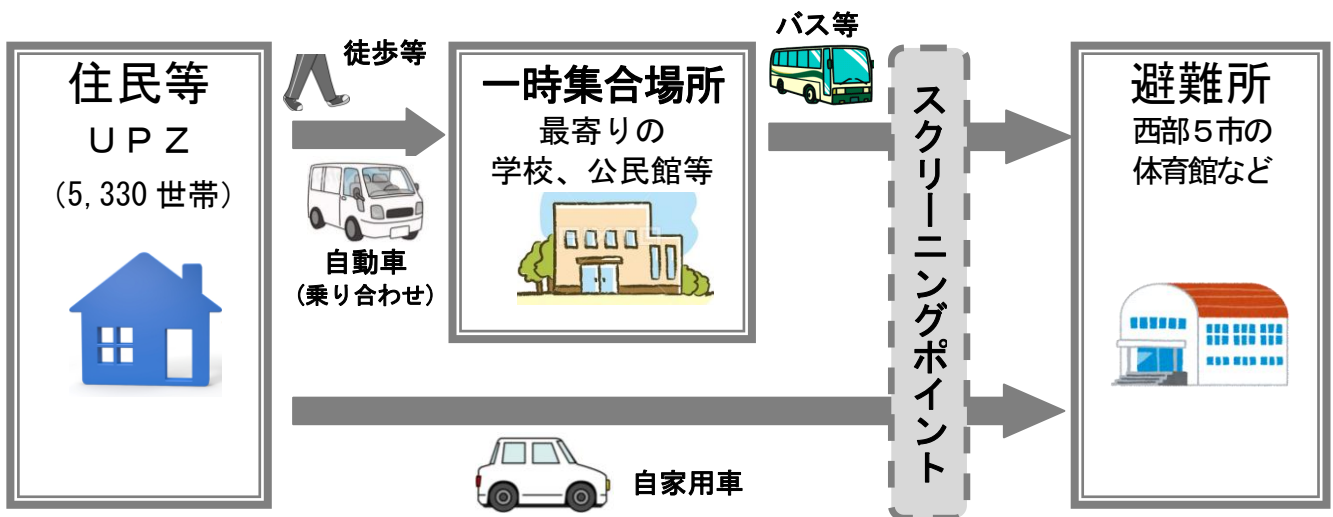 住民等
ＵＰＺ
(5,330 世帯)
徒歩等
自動車
(乗り合わせ)
一時集合場所
最寄りの
学校、公民館等
バス等
スクリーニングポイント
自家用車
避難所
西部５市の
体育館など